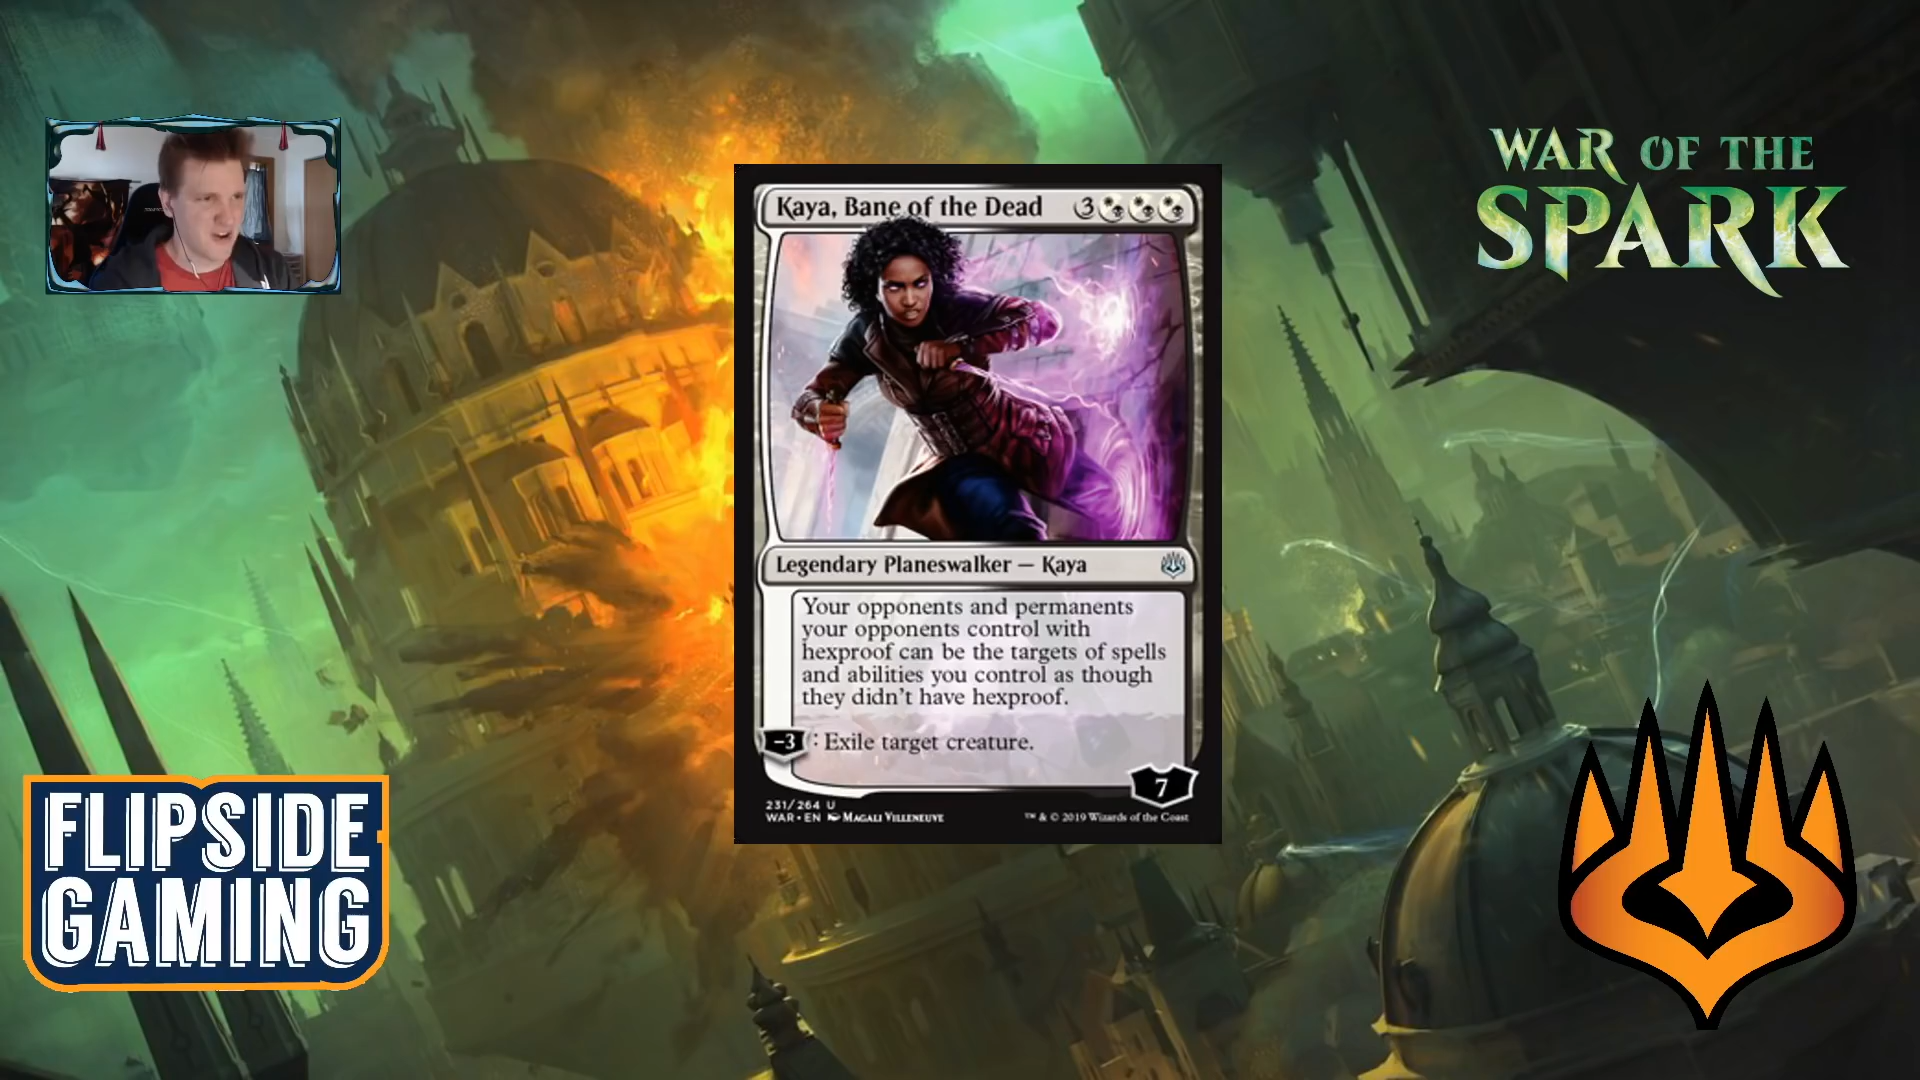 WAR OF THE
SPARK
Kaya, Bane of the Dead 3
Legendary Planeswalker — Kaya
Your opponents and permanents
your opponents control with
hexproof can be the targets of spells
and abilities you control as though
they didn't have hexproof.
−3 : Exile target creature.
7
231/264 U
WAR • EN MAGALI VILLENEUVE
™ & © 2019 Wizards of the Coast
FLIPSIDE
GAMING